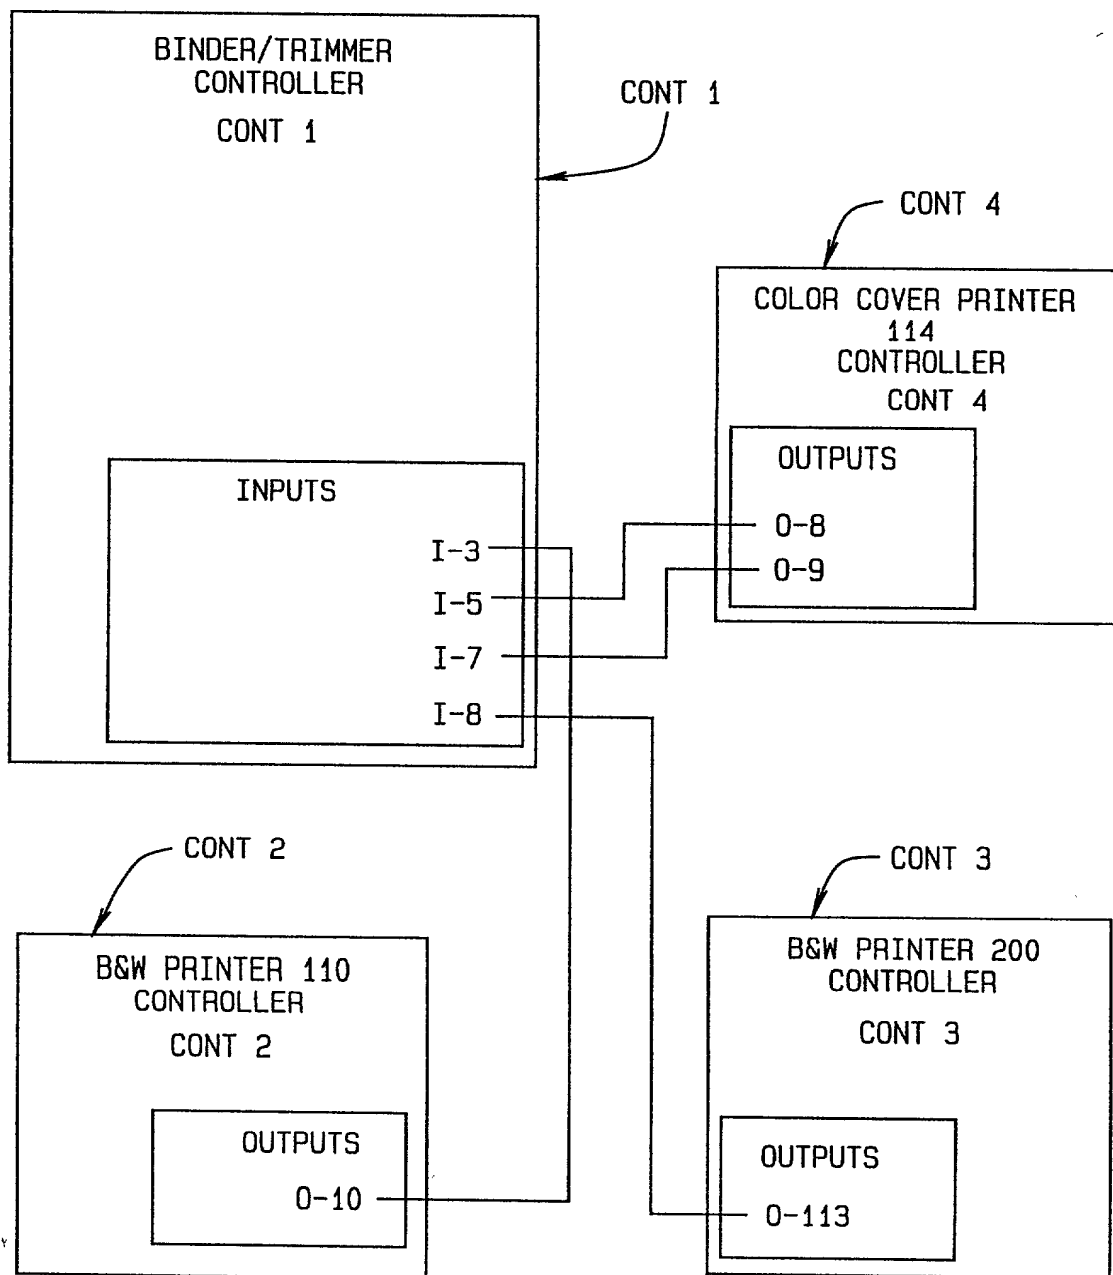 BINDER/TRIMMER
CONTROLLER
CONT 1
CONT 1
CONT 4
COLOR COVER PRINTER
114
CONTROLLER
CONT 4
OUTPUTS
O-8
O-9
INPUTS
I-3
I-5
I-7
I-8
CONT 2
B&W PRINTER 110
CONTROLLER
CONT 2
OUTPUTS
O-10
CONT 3
B&W PRINTER 200
CONTROLLER
CONT 3
OUTPUTS
O-113